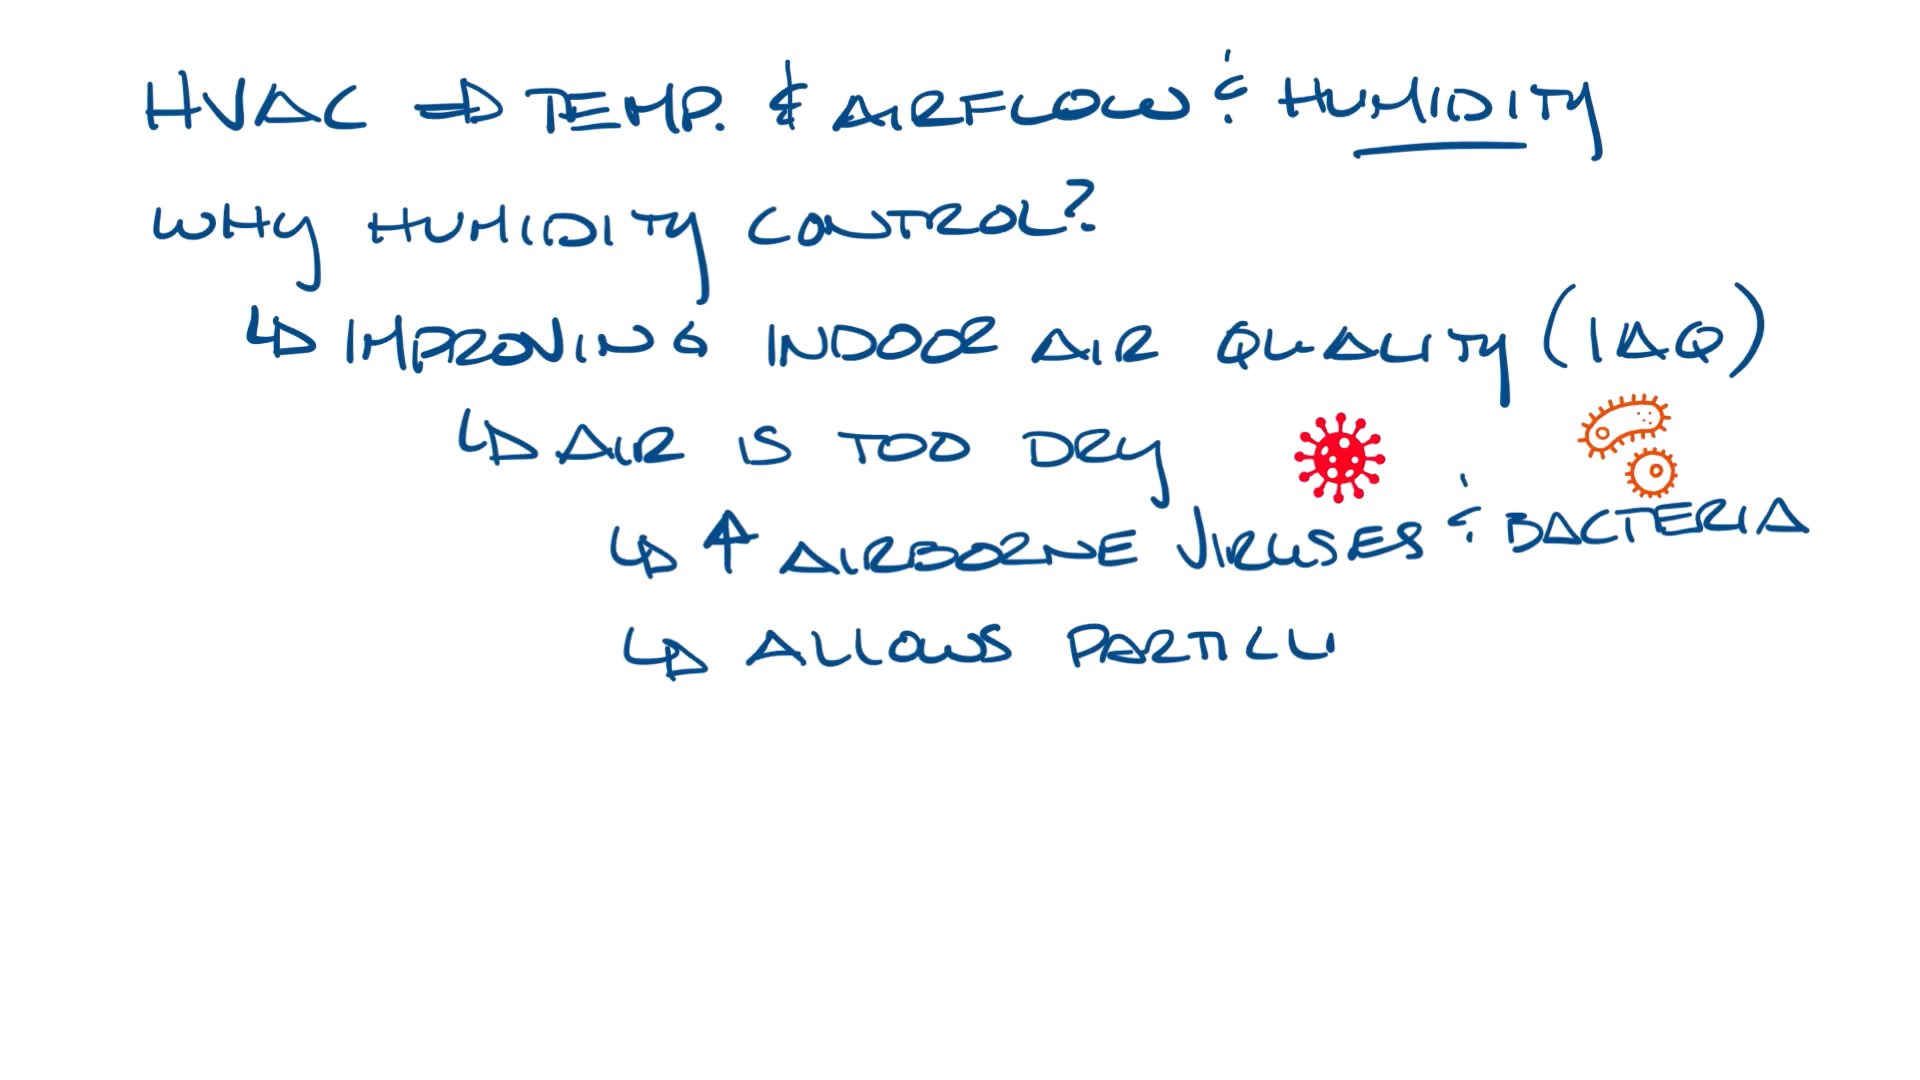 HVAC ⇒ TEMP. & AIRFLOW & HUMIDITY
WHY HUMIDITY CONTROL?
↳ IMPROVING INDOOR AIR QUALITY (IAQ)
↳ AIR IS TOO DRY
↳ ↑ AIRBORNE VIRUSES & BACTERIA
↳ ALLOWS PARTICU